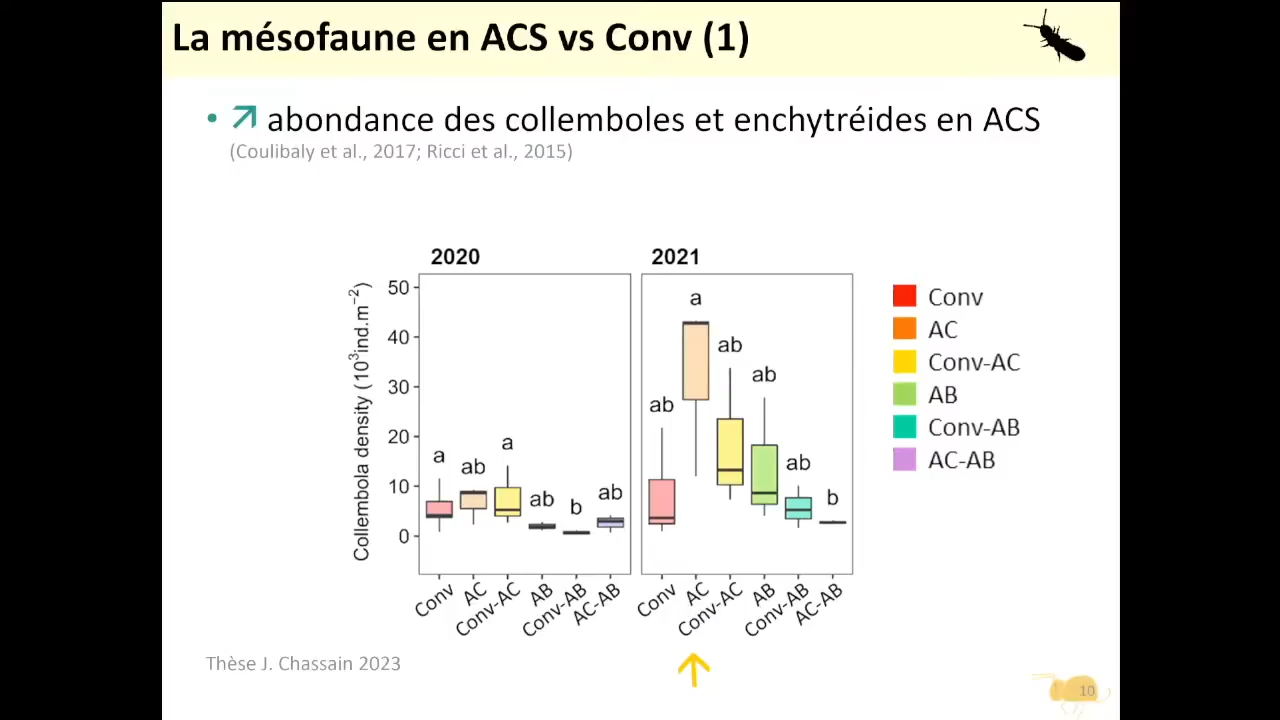 La mésofaune en ACS vs Conv (1)
• ↗ abondance des collemboles et enchytréides en ACS
(Coulibaly et al., 2017; Ricci et al., 2015)
2020
2021
Collembola density (10³ind.m⁻²)
50
40
30
20
10
0
a
ab
a
ab
b
ab
ab
a
ab
ab
ab
b
Conv
AC
Conv-AC
AB
Conv-AB
AC-AB
Conv
AC
Conv-AC
AB
Conv-AB
AC-AB
Conv
AC
Conv-AC
AB
Conv-AB
AC-AB
Thèse J. Chassain 2023
10